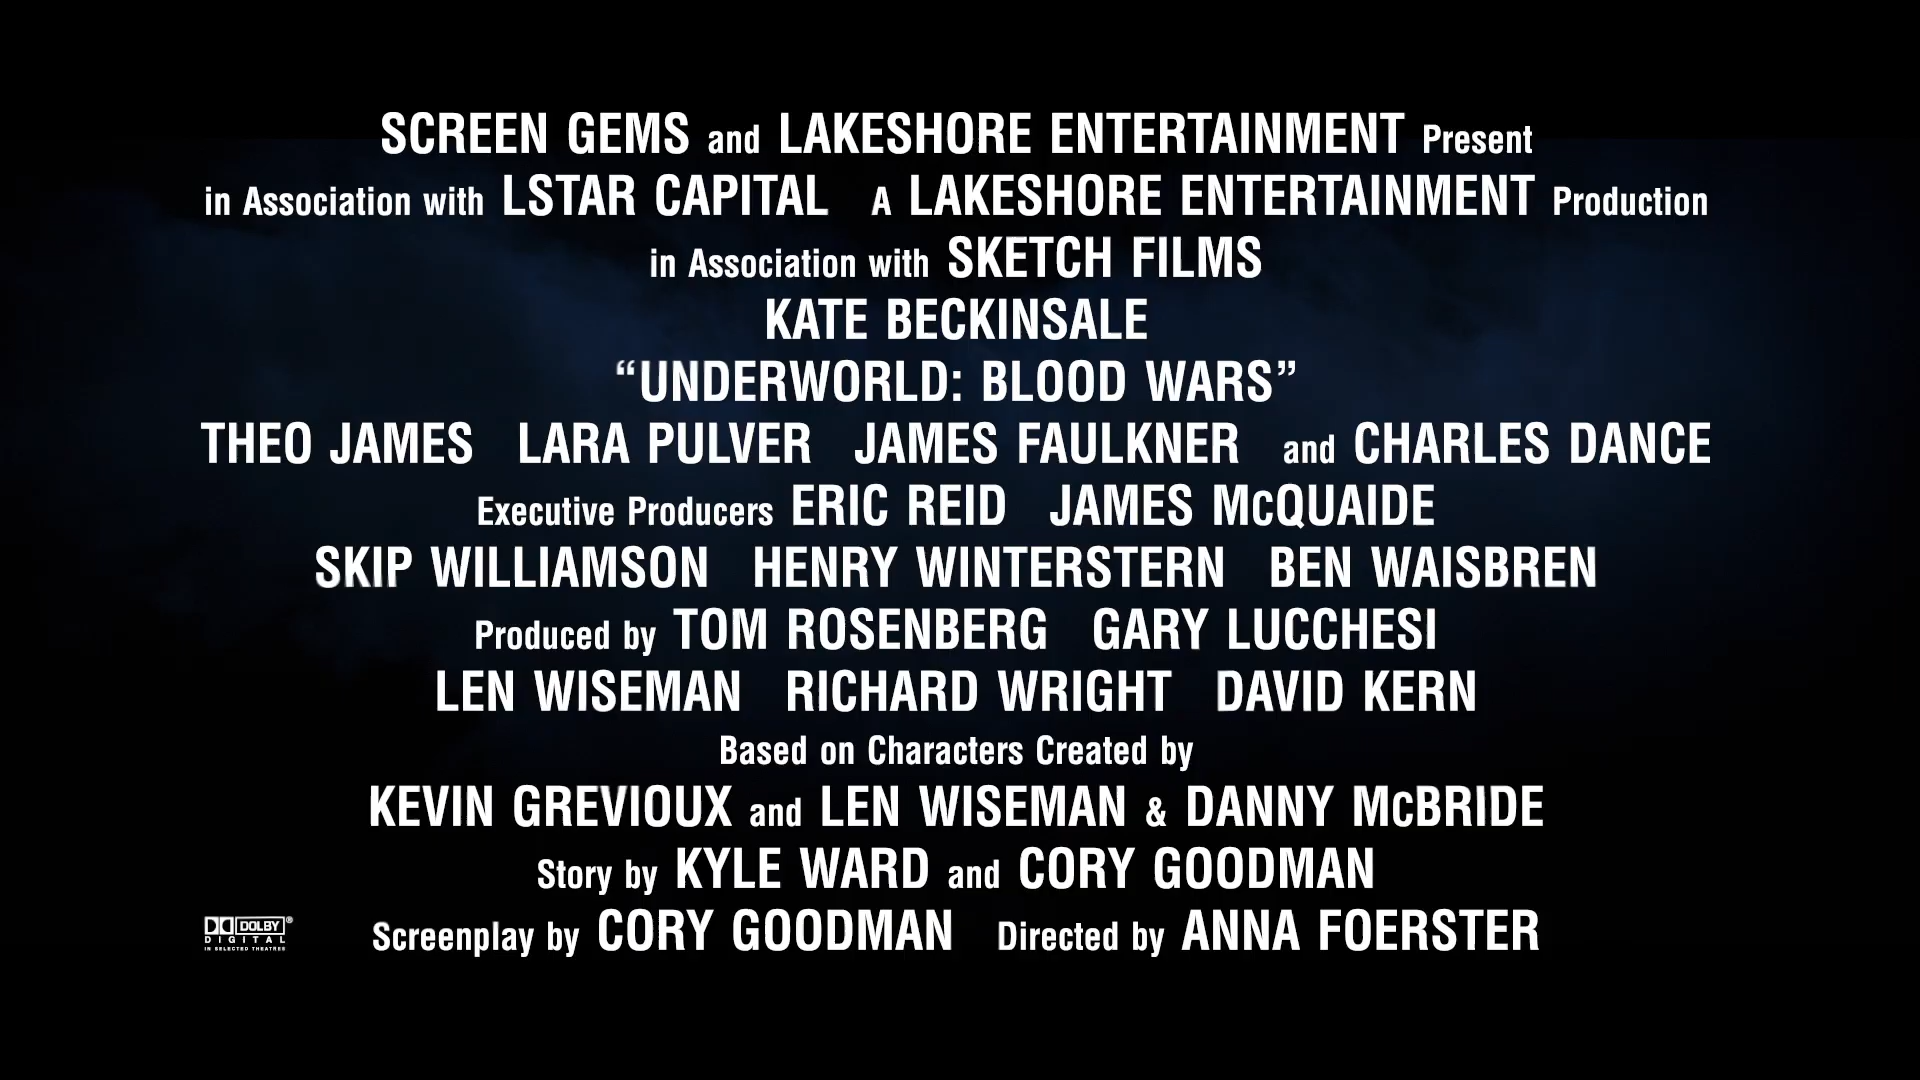 SCREEN GEMS and LAKESHORE ENTERTAINMENT Present
in Association with LSTAR CAPITAL A LAKESHORE ENTERTAINMENT Production
in Association with SKETCH FILMS
KATE BECKINSALE
“UNDERWORLD: BLOOD WARS”
THEO JAMES LARA PULVER JAMES FAULKNER and CHARLES DANCE
Executive Producers ERIC REID JAMES McQUAIDE
SKIP WILLIAMSON HENRY WINTERSTERN BEN WAISBREN
Produced by TOM ROSENBERG GARY LUCCHESI
LEN WISEMAN RICHARD WRIGHT DAVID KERN
Based on Characters Created by
KEVIN GREVIOUX and LEN WISEMAN & DANNY McBRIDE
Story by KYLE WARD and CORY GOODMAN
Screenplay by CORY GOODMAN Directed by ANNA FOERSTER
DOLBY®
DIGITAL
IN SELECTED THEATRES